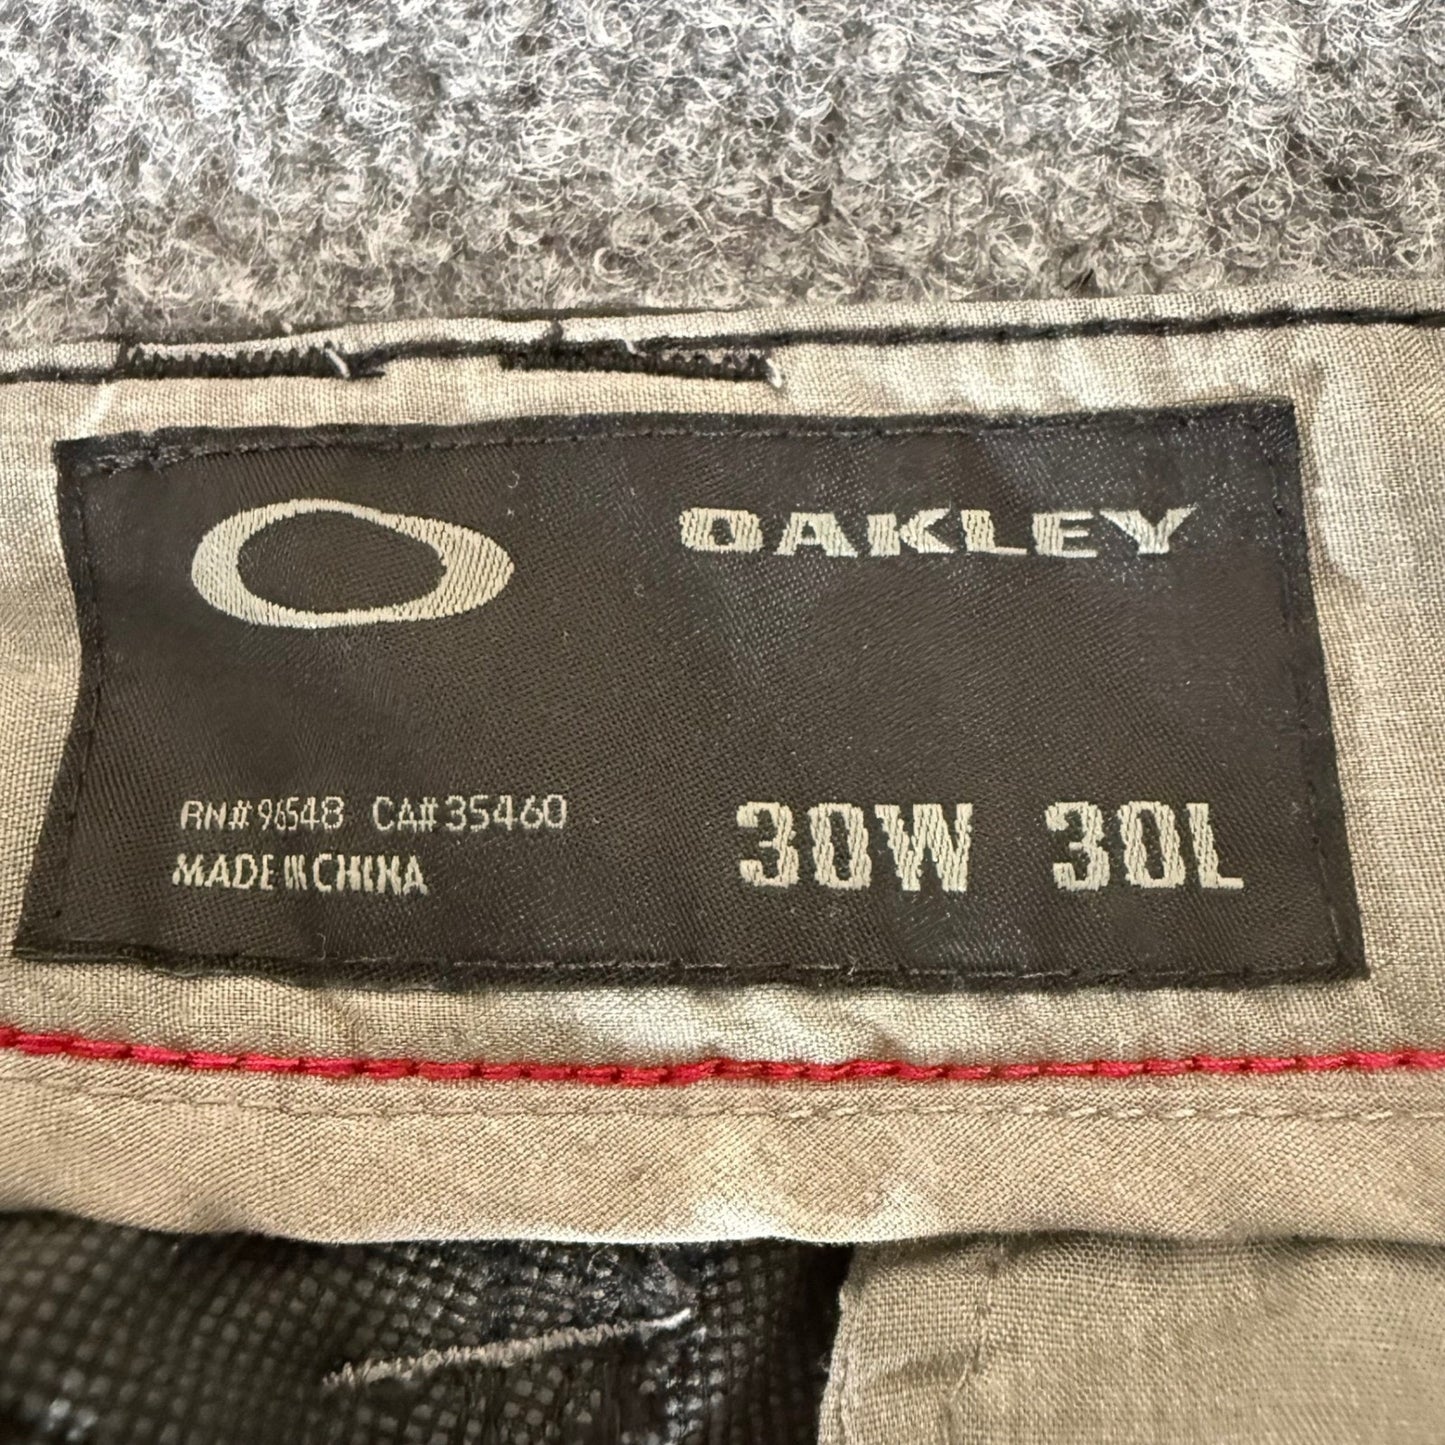 OAKLEY
RN# 96548 CA# 35460
MADE IN CHINA
30W 30L